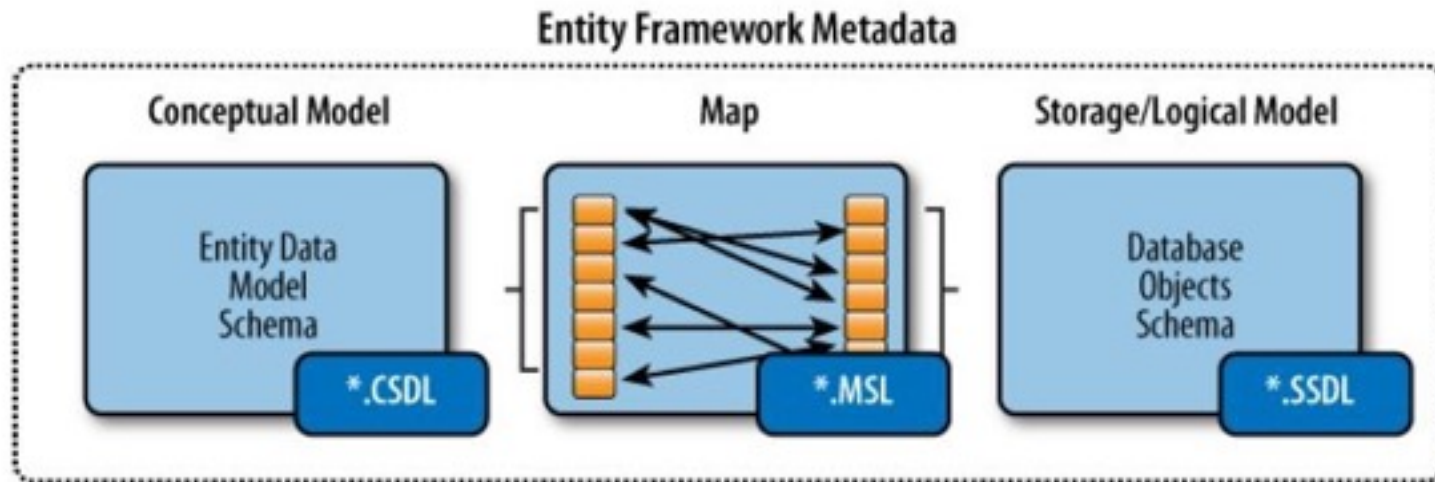 Entity Framework Metadata
Conceptual Model
Map
Storage/Logical Model
Entity Data
Model
Schema
*.CSDL
*.MSL
Database
Objects
Schema
*.SSDL